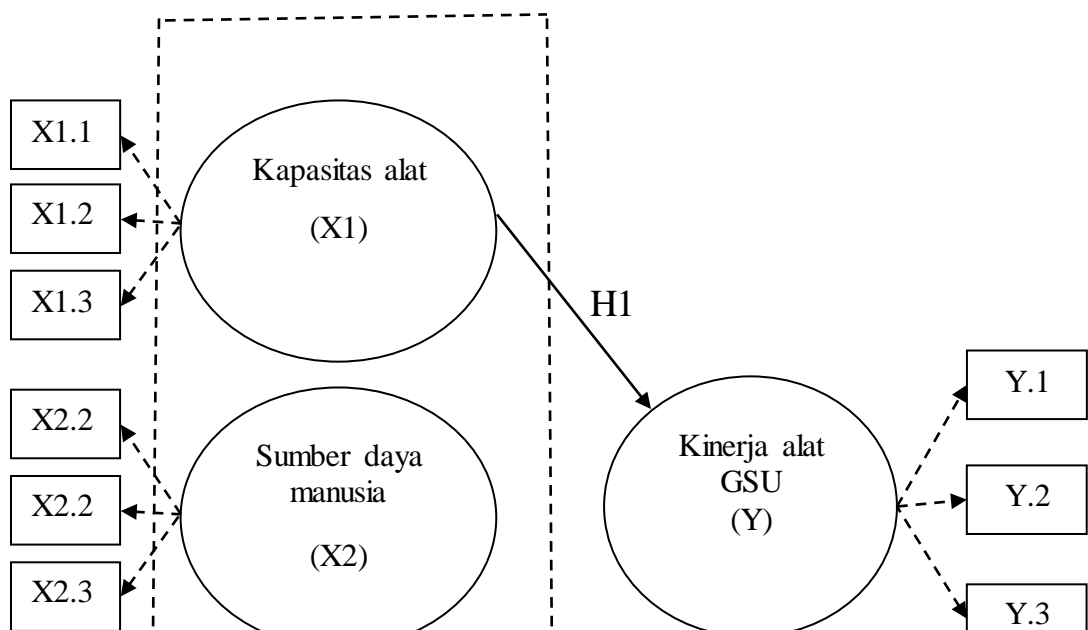 X1.1
X1.2
X1.3
Kapasitas alat
(X1)
H1
X2.2
X2.2
X2.3
Sumber daya
manusia
(X2)
Kinerja alat
GSU
(Y)
Y.1
Y.2
Y.3